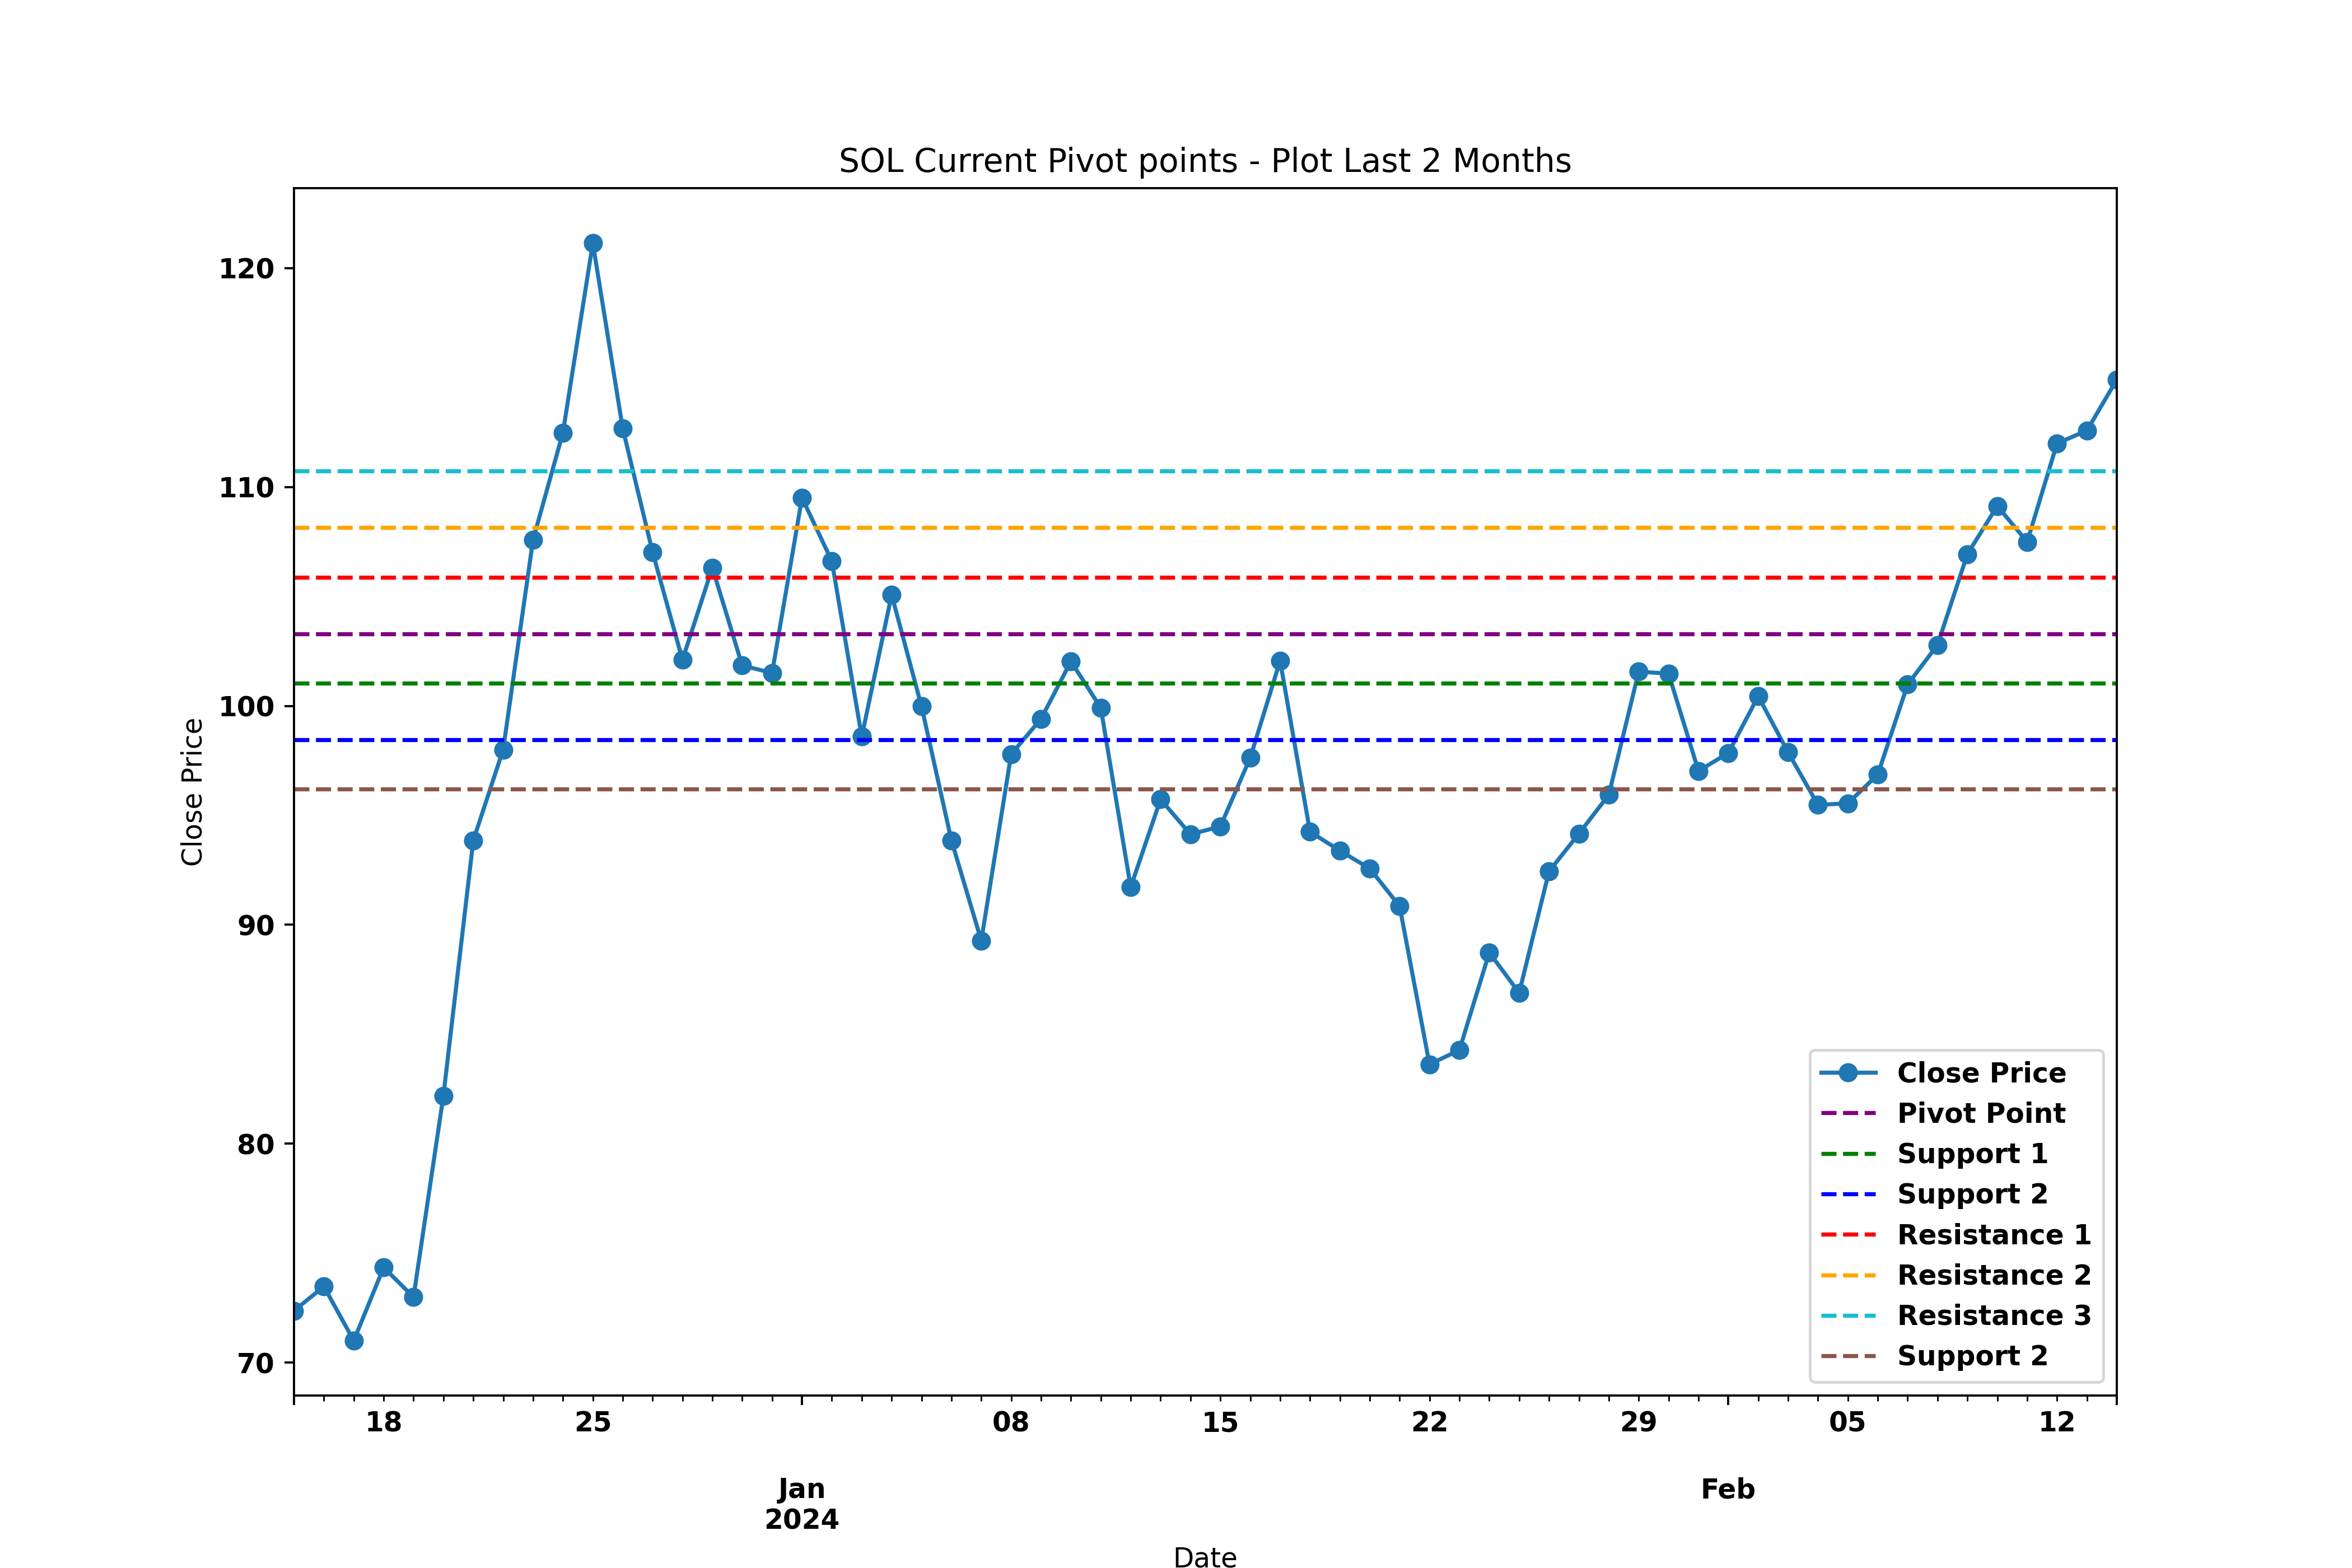 SOL Current Pivot points - Plot Last 2 Months
120
110
100
90
80
70
Close Price
Close Price
Pivot Point
Support 1
Support 2
Resistance 1
Resistance 2
Resistance 3
Support 2
18 25 08 15 22 29 05 12
Jan Feb
2024
Date